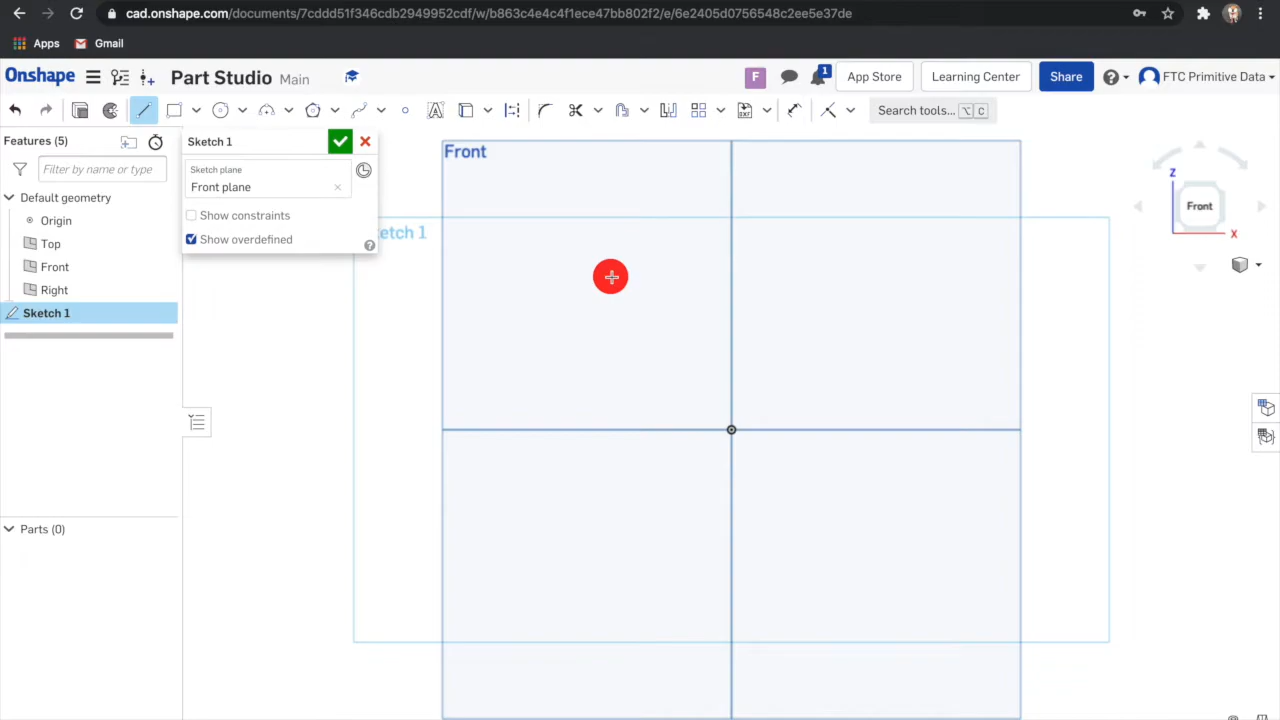 cad.onshape.com/documents/7cddd51f346cdb2949952cdf/w/b863c4e4c4f1ece47bb802f2/e/6e2405d0756548c2ee5e37de
Apps Gmail
Onshape Part Studio Main F 1 App Store Learning Center Share FTC Primitive Data
Search tools... C
Features (5)
Filter by name or type
Default geometry
Origin
Top
Front
Right
Sketch 1
Parts (0)
Sketch 1
Sketch plane
Front plane
Show constraints
Show overdefined
Front
etch 1
Z
Front
X